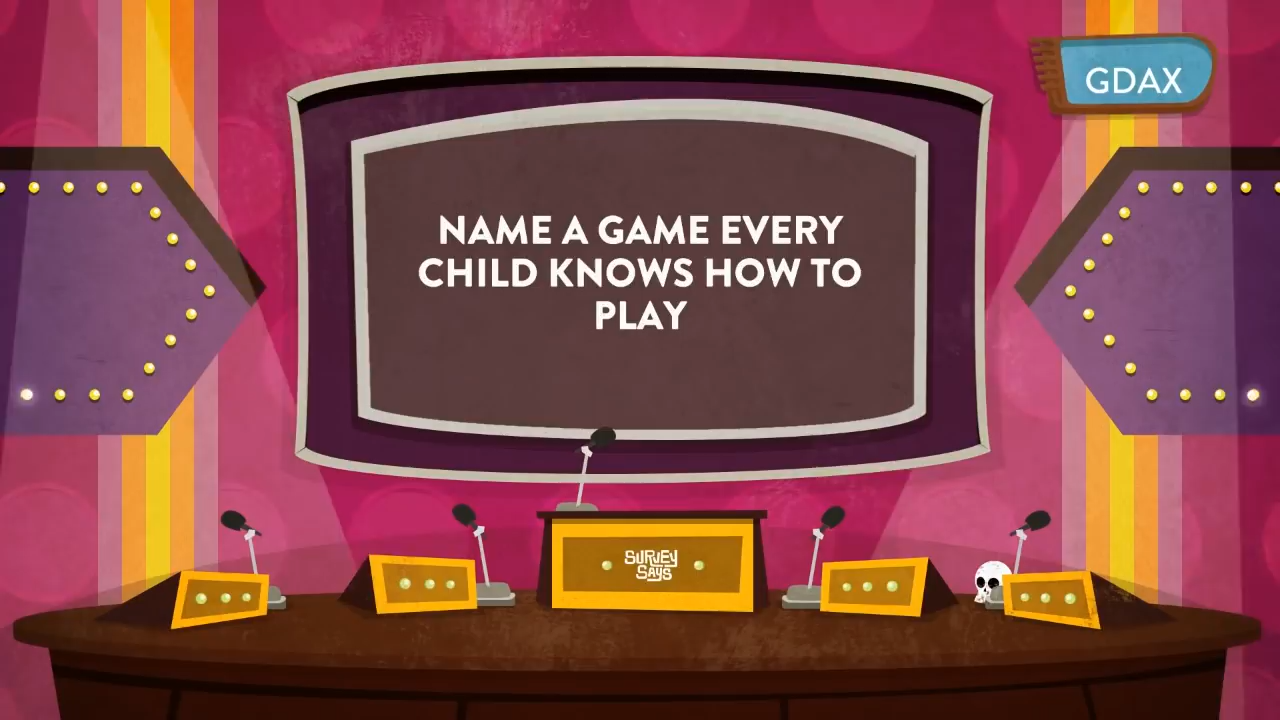 GDAX
NAME A GAME EVERY
CHILD KNOWS HOW TO
PLAY
SURVEY
SAYS